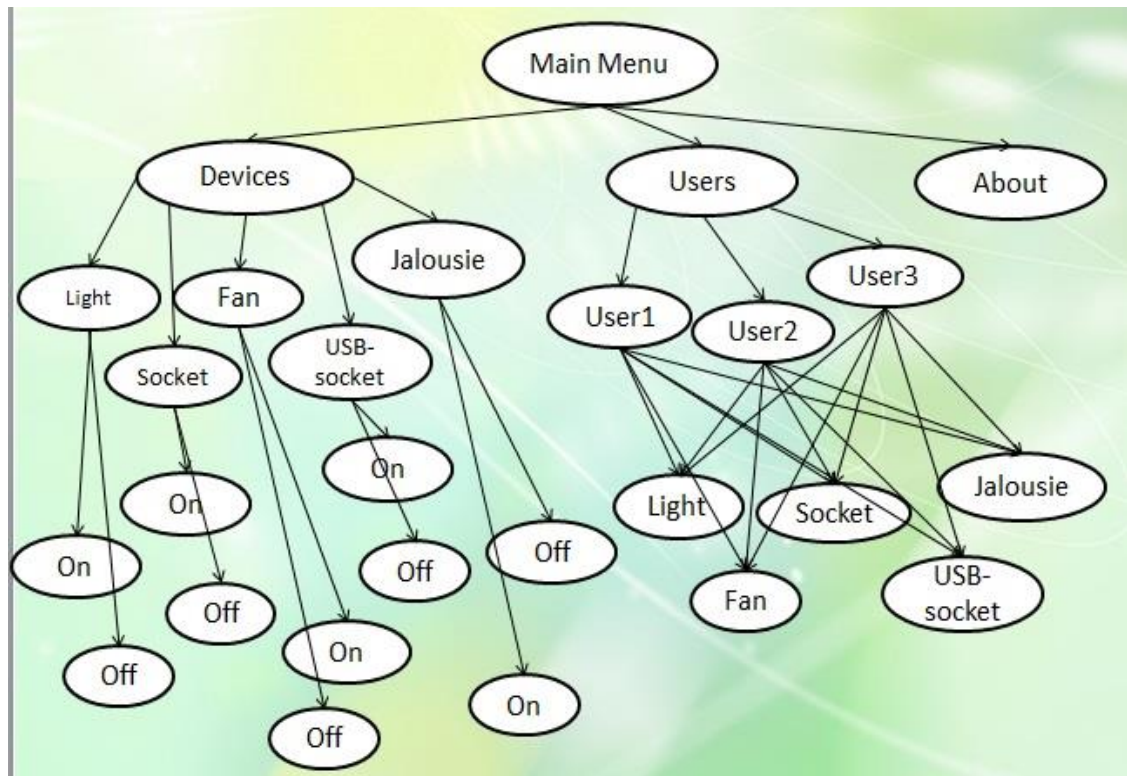 Main Menu
Devices
Users
About
Light
Socket
Fan
USB-
socket
Jalousie
User1
User2
User3
On
Off
On
Off
On
Off
On
Off
Off
On
Light
Fan
Socket
USB-
socket
Jalousie